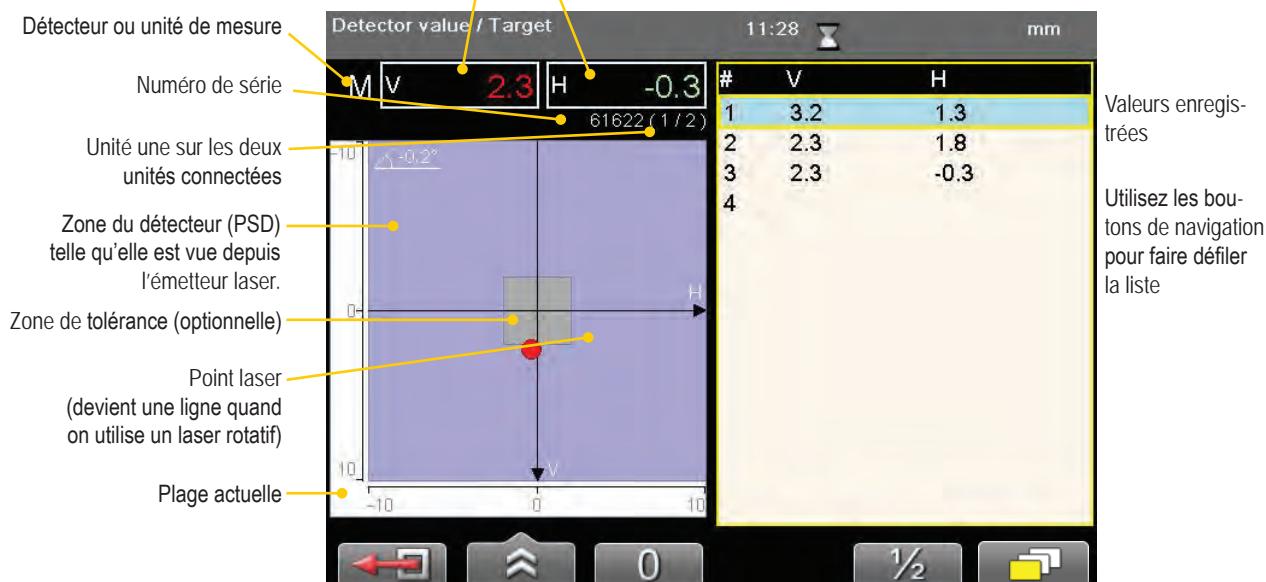 Détecteur ou unité de mesure
Numéro de série
Unité une sur les deux
unités connectées
Zone du détecteur (PSD)
telle qu'elle est vue depuis
l'émetteur laser.
Zone de tolérance (optionnelle)
Point laser
(devient une ligne quand
on utilise un laser rotatif)
Plage actuelle
Detector value / Target 11:28 mm
M V 2.3 H -0.3
61622 (1/2)
-10
-0.2°
H
0
10
V
-10 0 10
# V H
1 3.2 1.3
2 2.3 1.8
3 2.3 -0.3
4
0
½
Valeurs enregis-
trées
Utilisez les bou-
tons de navigation
pour faire défiler
la liste